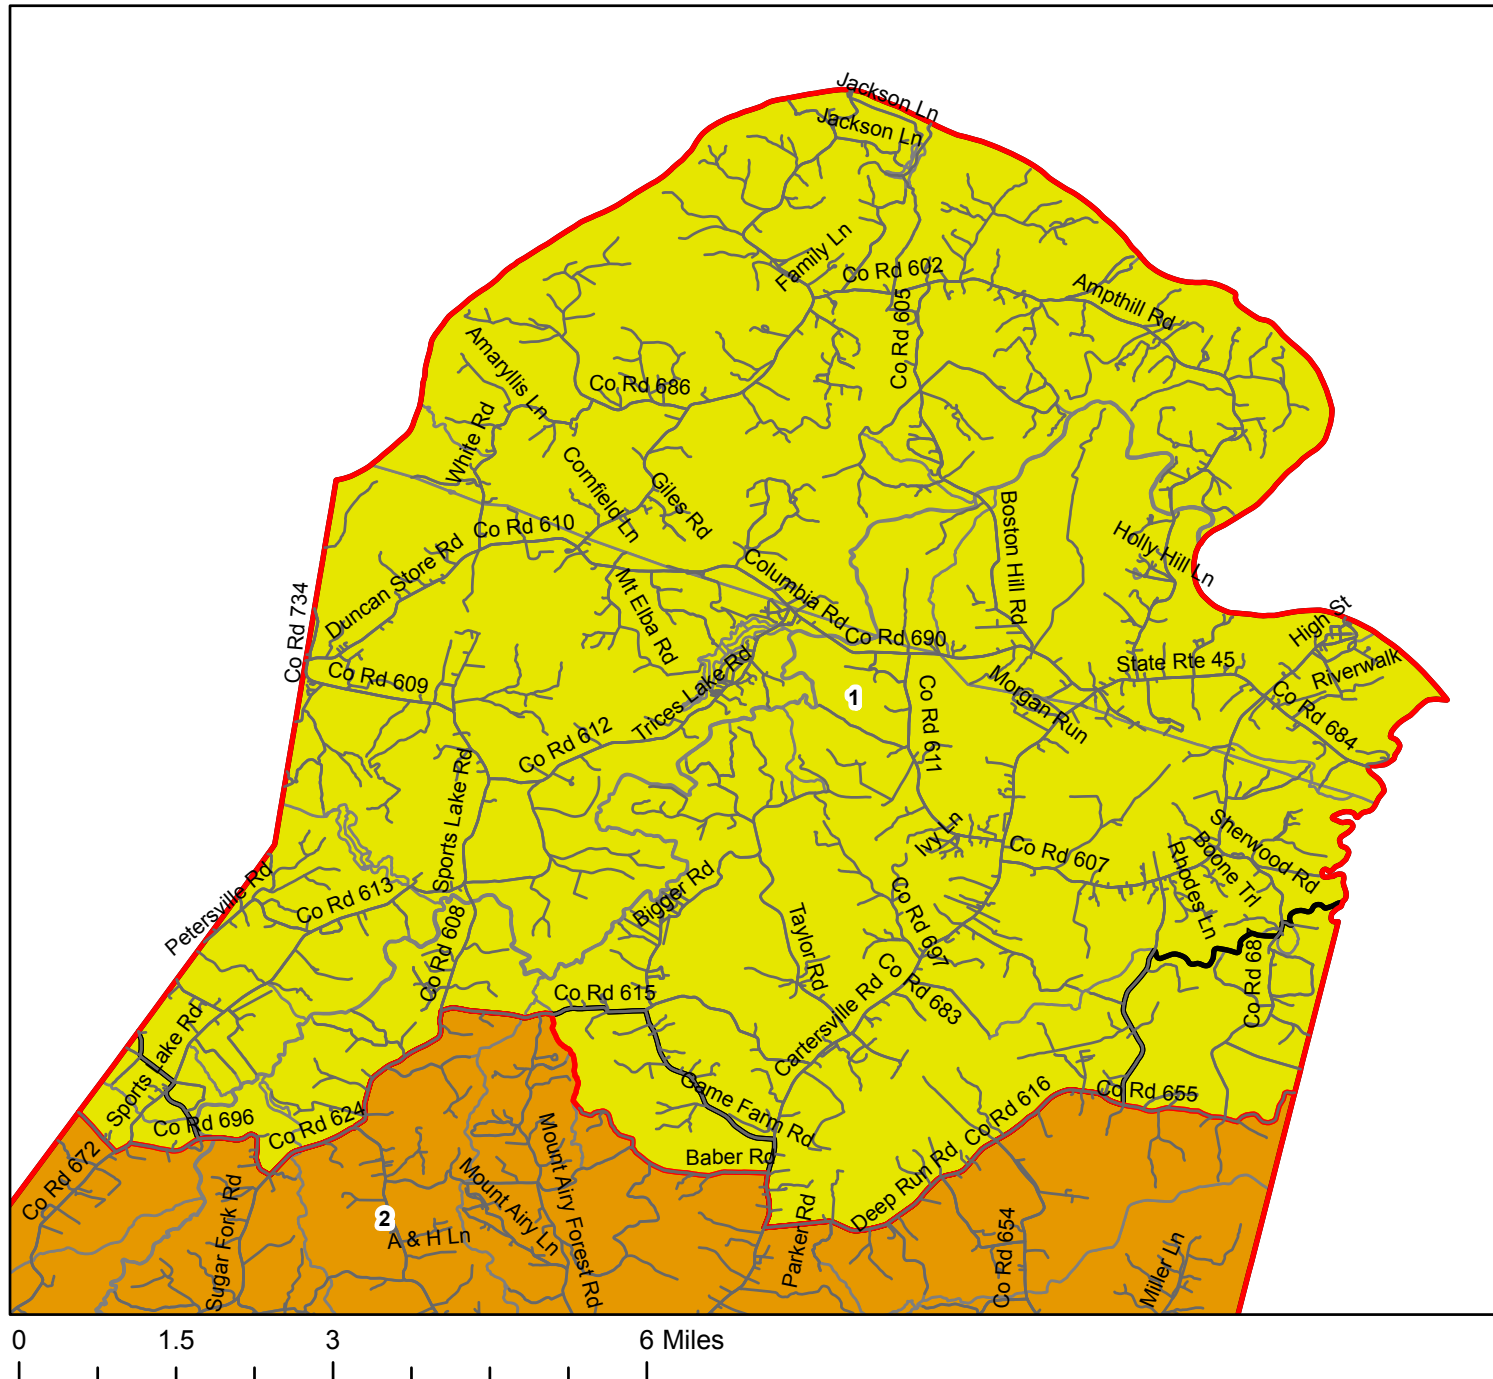 Jackson Ln
Jackson Ln
Family Ln
Co Rd 602
Ampthill Rd
Co Rd 605
Amaryllis Ln
Co Rd 686
White Rd
Cornfield Ln
Giles Rd
Co Rd 610
Boston Hill Rd
Holly Hill Ln
Duncan Store Rd
Columbia Rd
Mt Elba Rd
Co Rd 734
High St
Co Rd 690
State Rte 45
Riverwalk
Co Rd 609
Trices Lake Rd
1
Co Rd 611
Morgan Run
Co Rd 684
Co Rd 612
Sports Lake Rd
Ivy Ln
Co Rd 607
Sherwood Rd
Boone Trl
Rhodes Ln
Petersville Rd
Co Rd 613
Bigger Rd
Co Rd 697
Taylor Rd
Co Rd 608
Co Rd 683
Co Rd 687
Co Rd 615
Cartersville Rd
Sports Lake Rd
Game Farm Rd
Co Rd 616
Co Rd 655
Co Rd 696
Co Rd 624
Baber Rd
Co Rd 672
Mount Airy Forest Rd
Mount Airy Ln
Deep Run Rd
Sugar Fork Rd
2
A & H Ln
Parker Rd
Co Rd 654
Miller Ln
0 1.5 3 6 Miles